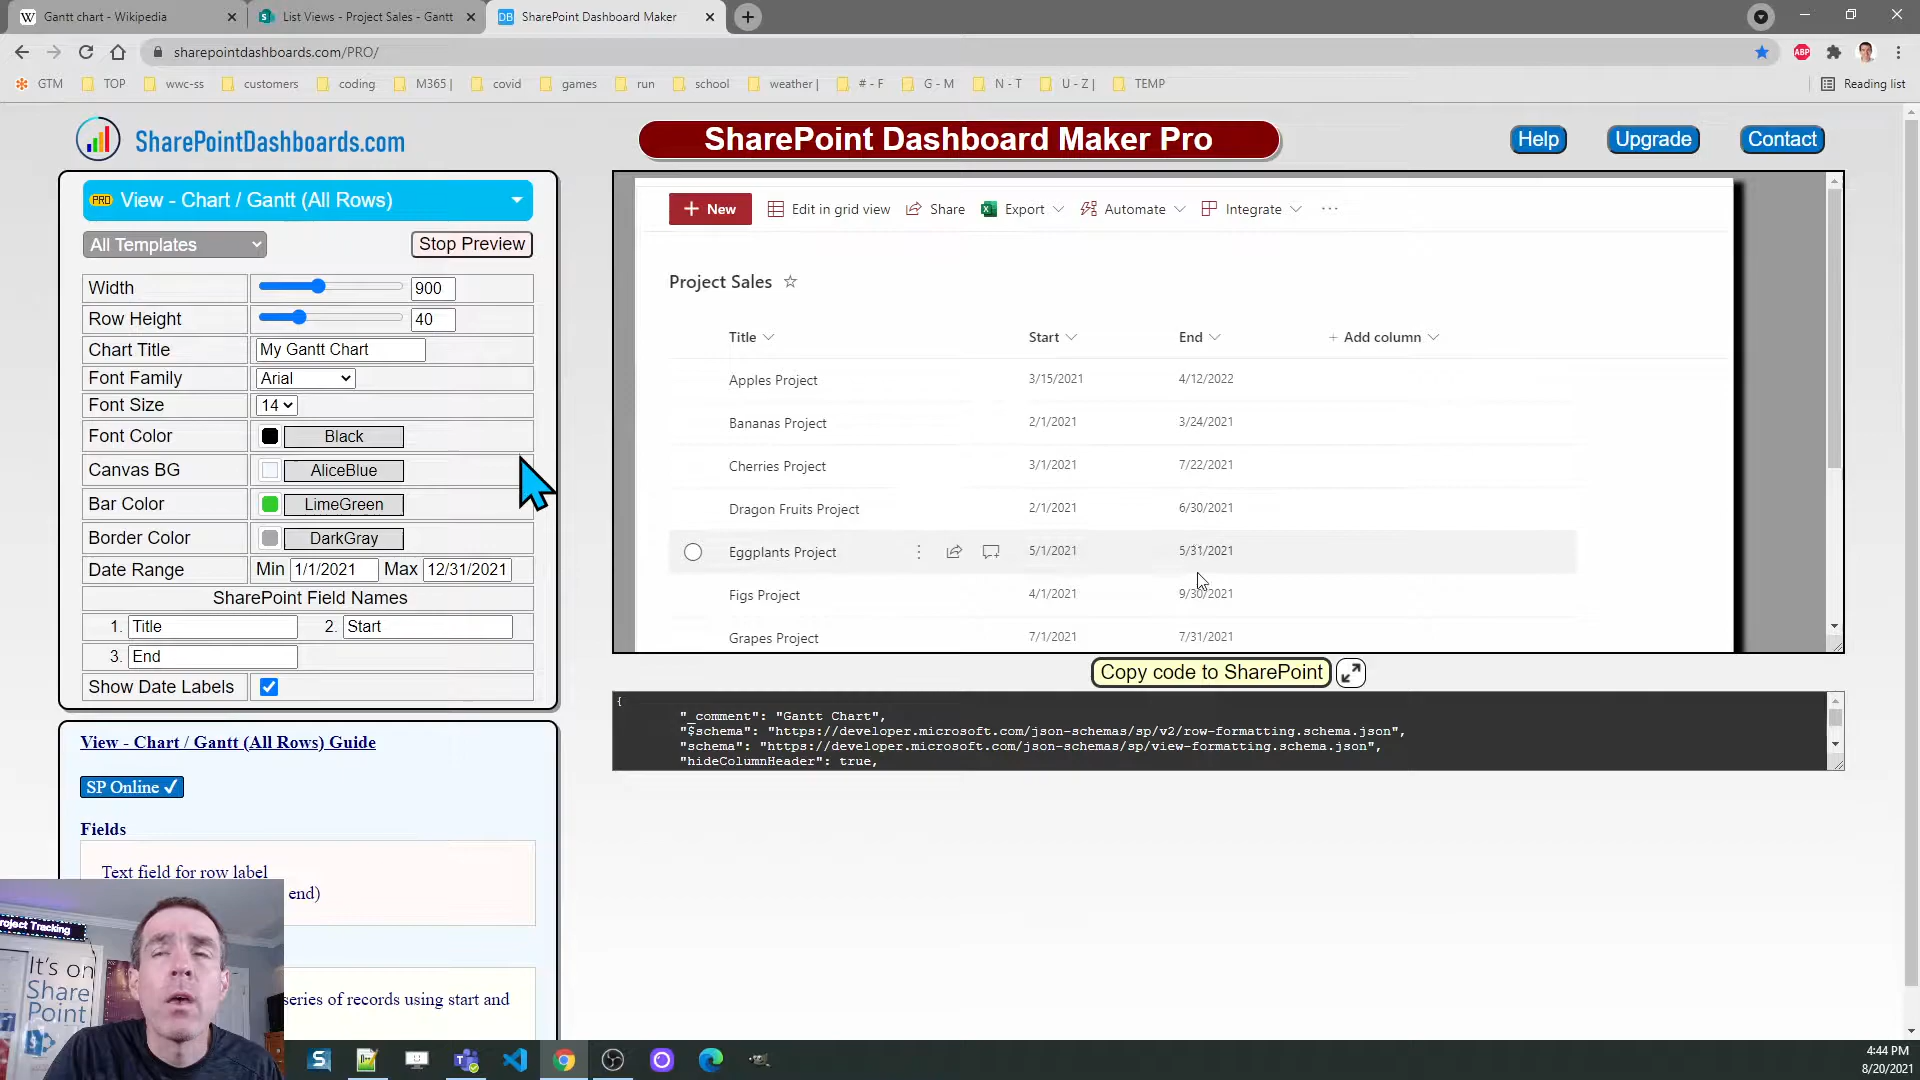 Gantt chart - Wikipedia
List Views - Project Sales - Gantt
DB SharePoint Dashboard Maker
sharepointdashboards.com/PRO/
GTM TOP wwc-ss customers coding M365 | covid games run school weather | # - F G - M N - T U - Z | TEMP Reading list
SharePointDashboards.com
SharePoint Dashboard Maker Pro
Help Upgrade Contact
PRO View - Chart / Gantt (All Rows)
All Templates Stop Preview
Width 900
Row Height 40
Chart Title My Gantt Chart
Font Family Arial
Font Size 14
Font Color Black
Canvas BG AliceBlue
Bar Color LimeGreen
Border Color DarkGray
Date Range Min 1/1/2021 Max 12/31/2021
SharePoint Field Names
1. Title 2. Start
3. End
Show Date Labels
+ New Edit in grid view Share Export Automate Integrate ...
Project Sales
Title Start End + Add column
Apples Project 3/15/2021 4/12/2022
Bananas Project 2/1/2021 3/24/2021
Cherries Project 3/1/2021 7/22/2021
Dragon Fruits Project 2/1/2021 6/30/2021
Eggplants Project 5/1/2021 5/31/2021
Figs Project 4/1/2021 9/30/2021
Grapes Project 7/1/2021 7/31/2021
Copy code to SharePoint
{
"_comment": "Gantt Chart",
"$schema": "https://developer.microsoft.com/json-schemas/sp/v2/row-formatting.schema.json",
"schema": "https://developer.microsoft.com/json-schemas/sp/view-formatting.schema.json",
"hideColumnHeader": true,
View - Chart / Gantt (All Rows) Guide
SP Online ✓
Fields
Text field for row label
end)
series of records using start and
roject Tracking
It's on
Share
Point
4:44 PM
8/20/2021
ABP